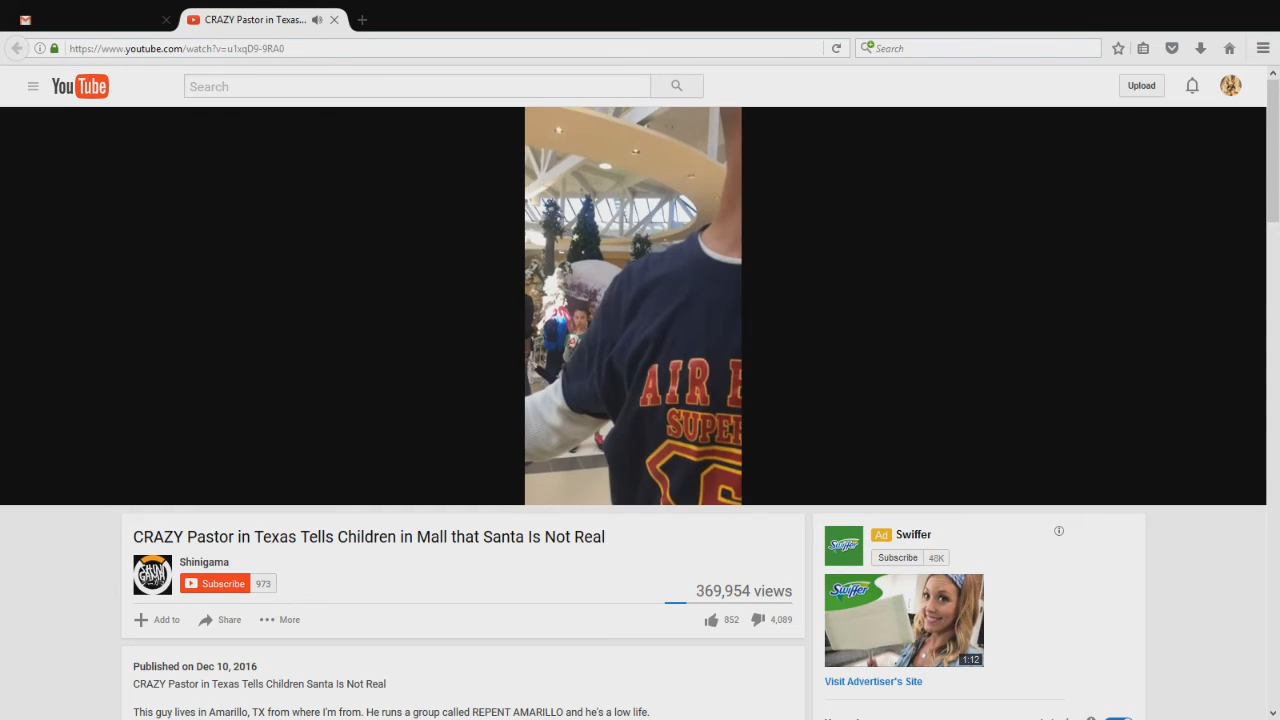 CRAZY Pastor in Texas...
https://www.youtube.com/watch?v=u1xqD9-9RA0
Search
YouTube
Search
Upload
AIR
SUPER
CRAZY Pastor in Texas Tells Children in Mall that Santa Is Not Real
Shinigama
Subscribe 973
369,954 views
Add to Share More 852 4,089
Published on Dec 10, 2016
CRAZY Pastor in Texas Tells Children Santa Is Not Real
This guy lives in Amarillo, TX from where I'm from. He runs a group called REPENT AMARILLO and he's a low life.
Swiffer
Ad Swiffer
Subscribe 48K
Swiffer
1:12
Visit Advertiser's Site